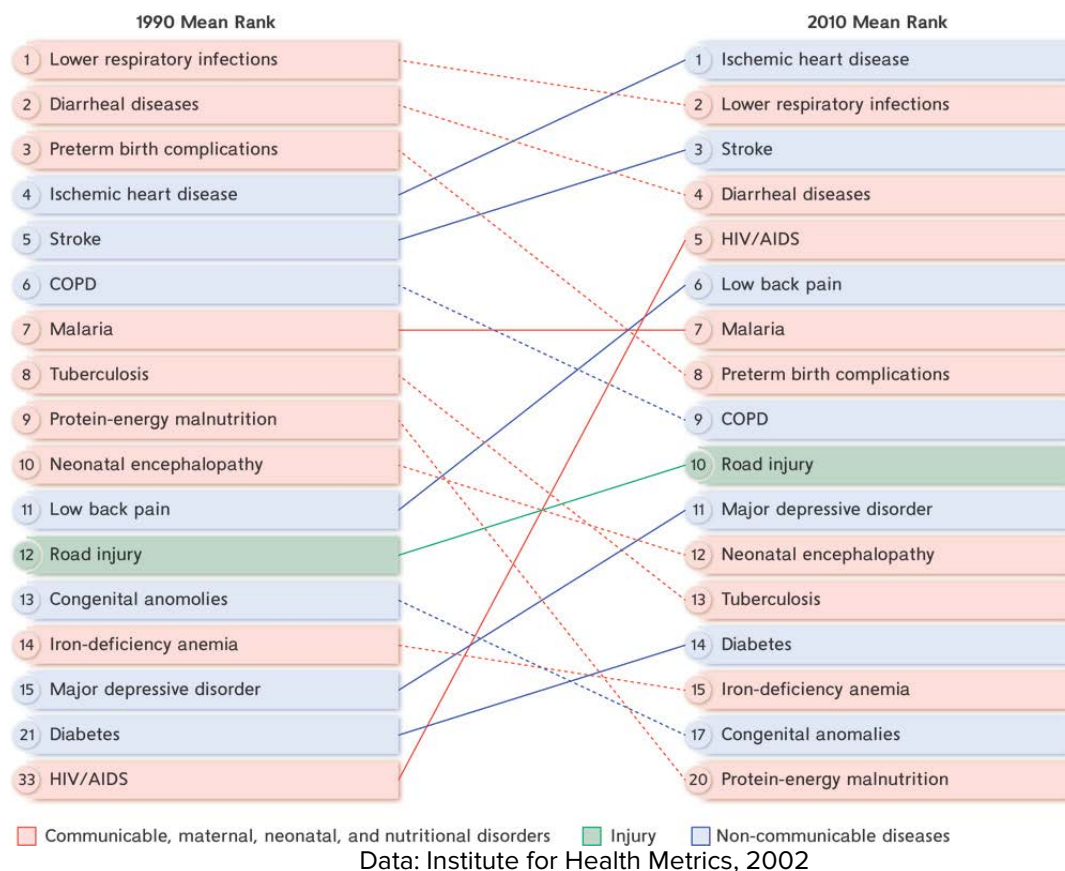 1990 Mean Rank
1 Lower respiratory infections
2 Diarrheal diseases
3 Preterm birth complications
4 Ischemic heart disease
5 Stroke
6 COPD
7 Malaria
8 Tuberculosis
9 Protein-energy malnutrition
10 Neonatal encephalopathy
11 Low back pain
12 Road injury
13 Congenital anomolies
14 Iron-deficiency anemia
15 Major depressive disorder
21 Diabetes
33 HIV/AIDS
2010 Mean Rank
1 Ischemic heart disease
2 Lower respiratory infections
3 Stroke
4 Diarrheal diseases
5 HIV/AIDS
6 Low back pain
7 Malaria
8 Preterm birth complications
9 COPD
10 Road injury
11 Major depressive disorder
12 Neonatal encephalopathy
13 Tuberculosis
14 Diabetes
15 Iron-deficiency anemia
17 Congenital anomalies
20 Protein-energy malnutrition
Communicable, maternal, neonatal, and nutritional disorders Injury Non-communicable diseases
Data: Institute for Health Metrics, 2002